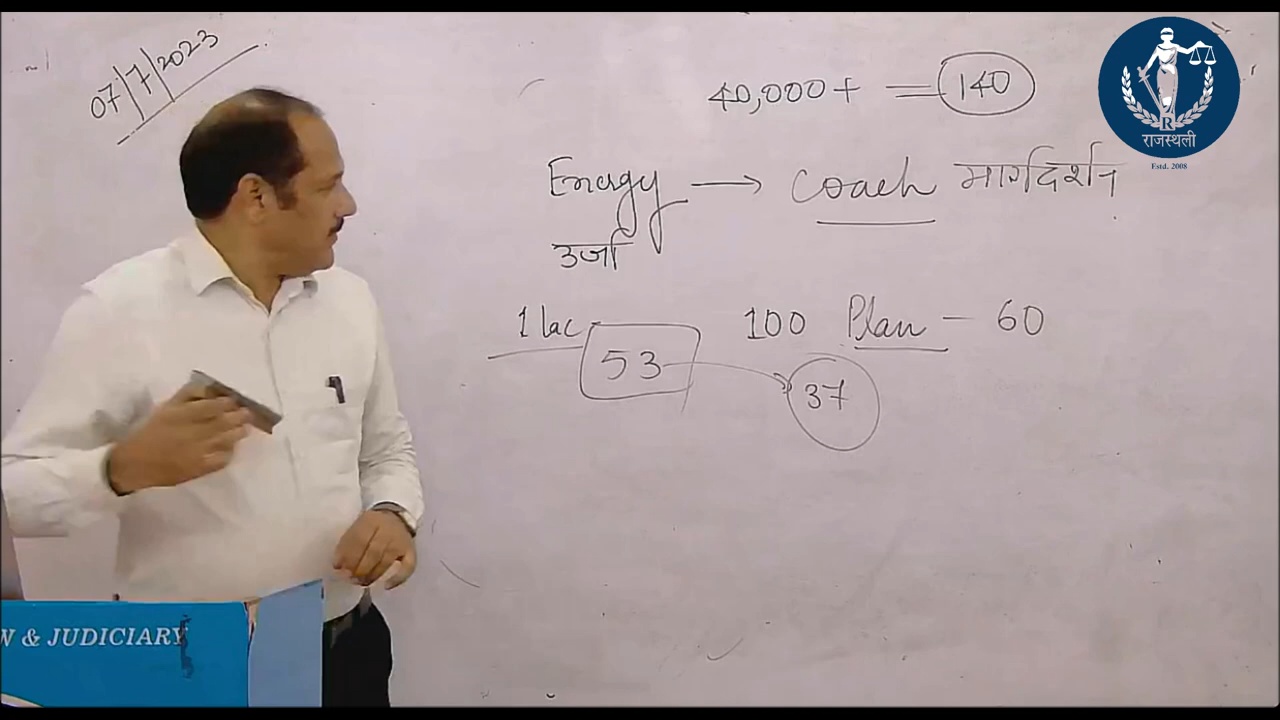 07/7/2023
40,000+ = 140
R
राजस्थली
Estd. 2008
Energy → coach मार्गदर्शन
उर्जा
1 lac 100 Plan - 60
53 37
W & JUDICIARY